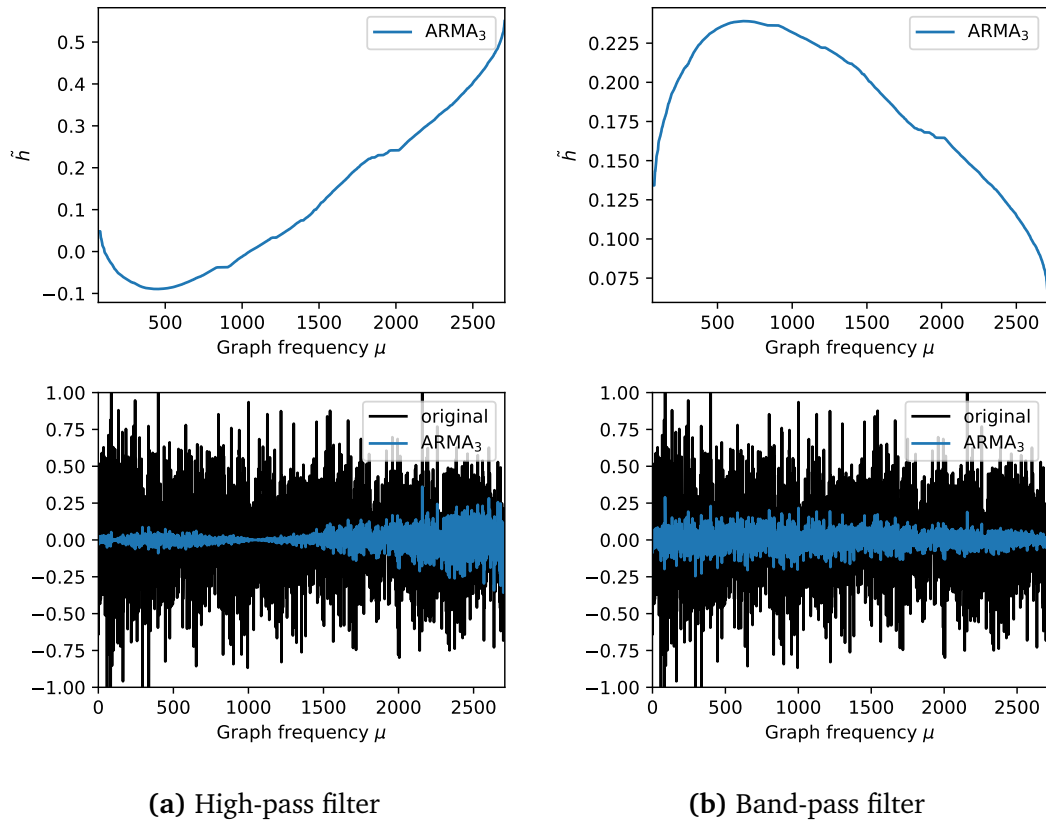 ARMA₃
0.5
0.4
0.3
0.2
0.1
0.0
−0.1
h̃
500 1000 1500 2000 2500
Graph frequency μ
ARMA₃
0.225
0.200
0.175
0.150
0.125
0.100
0.075
h̃
500 1000 1500 2000 2500
Graph frequency μ
original
ARMA₃
1.00
0.75
0.50
0.25
0.00
−0.25
−0.50
−0.75
−1.00
0 500 1000 1500 2000 2500
Graph frequency μ
original
ARMA₃
1.00
0.75
0.50
0.25
0.00
−0.25
−0.50
−0.75
−1.00
0 500 1000 1500 2000 2500
Graph frequency μ
(a) High-pass filter
(b) Band-pass filter